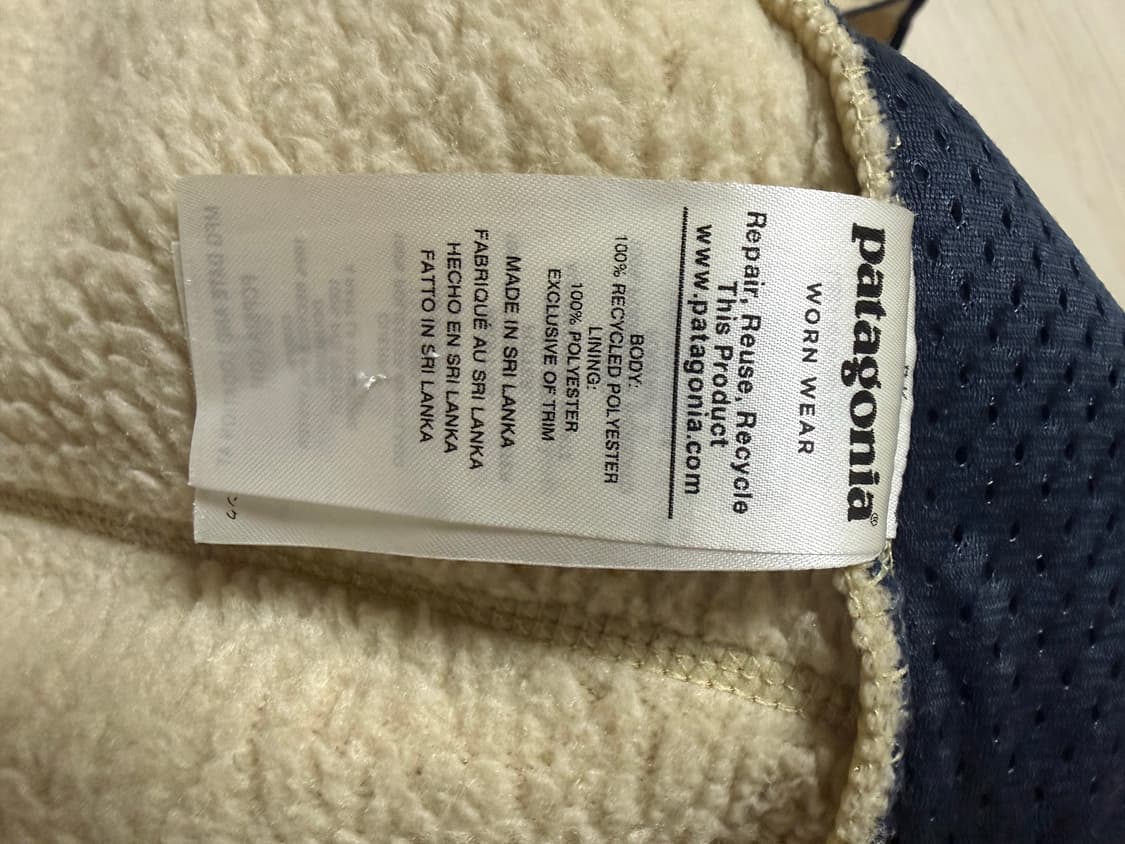 patagonia®
WORN WEAR
Repair, Reuse, Recycle
This Product
www.patagonia.com
BODY:
100% RECYCLED POLYESTER
LINING:
100% POLYESTER
EXCLUSIVE OF TRIM
MADE IN SRI LANKA
FABRIQUÉ AU SRI LANKA
HECHO EN SRI LANKA
FATTO IN SRI LANKA